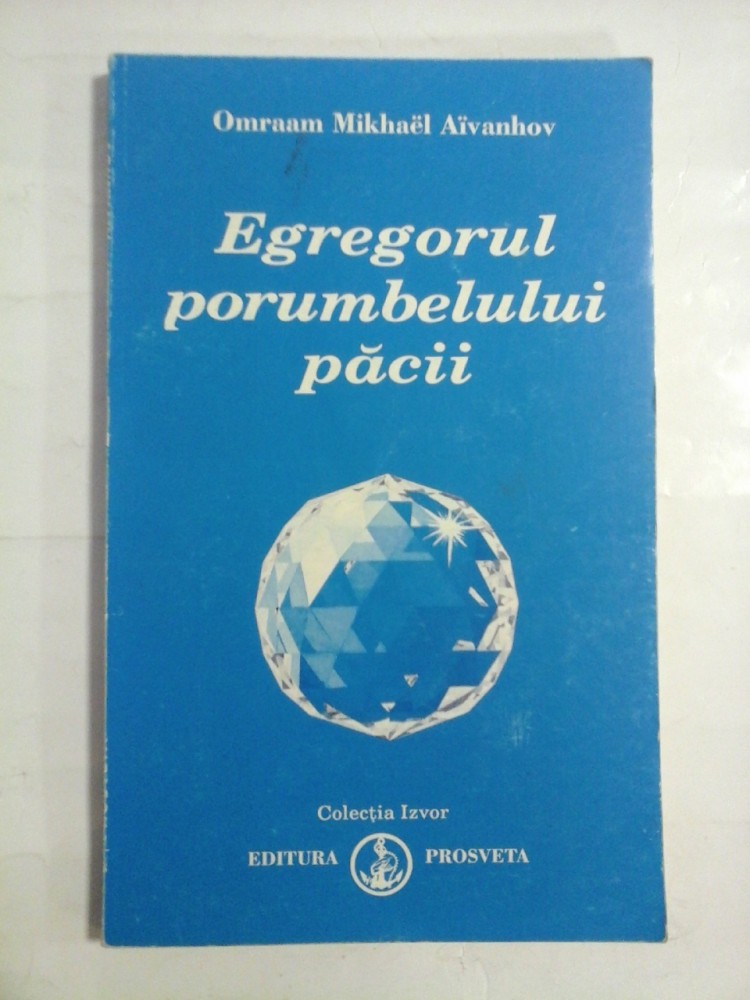 Omraam Mikhaël Aïvanhov
Egregorul
porumbelului
păcii
Colecţia Izvor
EDITURA PROSVETA